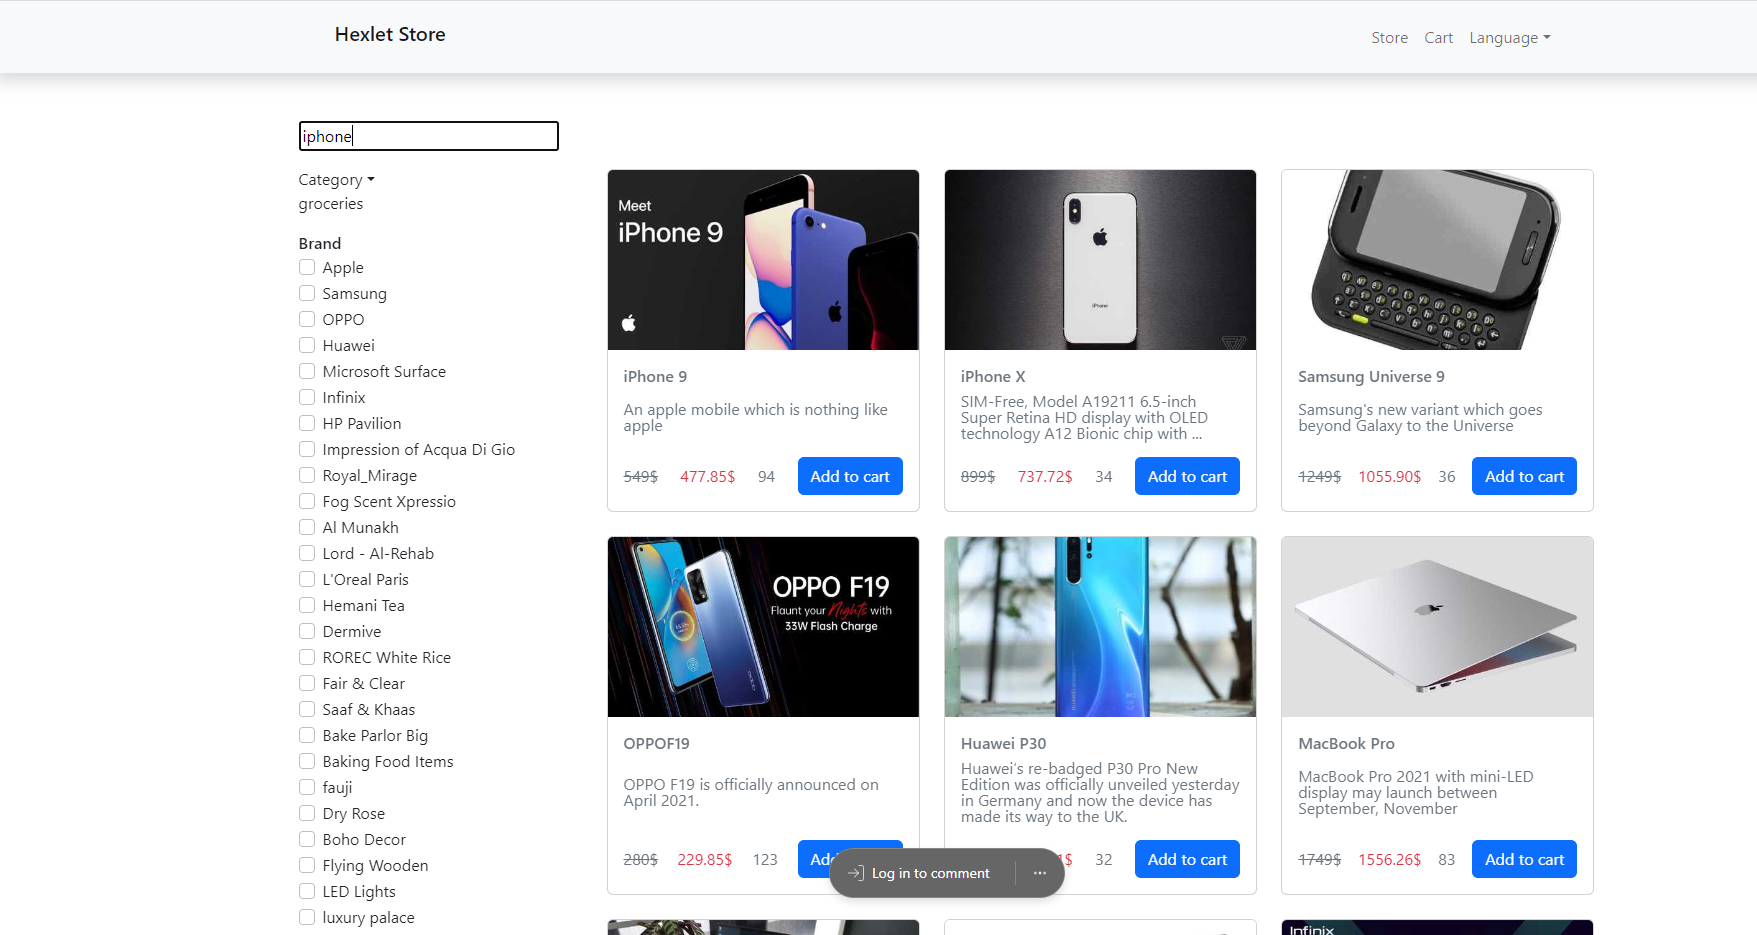 Hexlet Store
Store
Cart
Language
iphone
Category
groceries
Brand
Apple
Samsung
OPPO
Huawei
Microsoft Surface
Infinix
HP Pavilion
Impression of Acqua Di Gio
Royal_Mirage
Fog Scent Xpressio
Al Munakh
Lord - Al-Rehab
L'Oreal Paris
Hemani Tea
Dermive
ROREC White Rice
Fair & Clear
Saaf & Khaas
Bake Parlor Big
Baking Food Items
fauji
Dry Rose
Boho Decor
Flying Wooden
LED Lights
luxury palace
Meet
iPhone 9
iPhone 9
An apple mobile which is nothing like
apple
549$ 477.85$ 94 Add to cart
iPhone
iPhone X
SIM-Free, Model A19211 6.5-inch
Super Retina HD display with OLED
technology A12 Bionic chip with ...
899$ 737.72$ 34 Add to cart
Samsung Universe 9
Samsung's new variant which goes
beyond Galaxy to the Universe
1249$ 1055.90$ 36 Add to cart
OPPO F19
Flaunt your Nights with
33W Flash Charge
OPPOF19
OPPO F19 is officially announced on
April 2021.
280$ 229.85$ 123 Add
HUAWEI
Huawei P30
Huawei’s re-badged P30 Pro New
Edition was officially unveiled yesterday
in Germany and now the device has
made its way to the UK.
$ 32 Add to cart
MacBook Pro
MacBook Pro 2021 with mini-LED
display may launch between
September, November
1749$ 1556.26$ 83 Add to cart
Log in to comment
Infinix